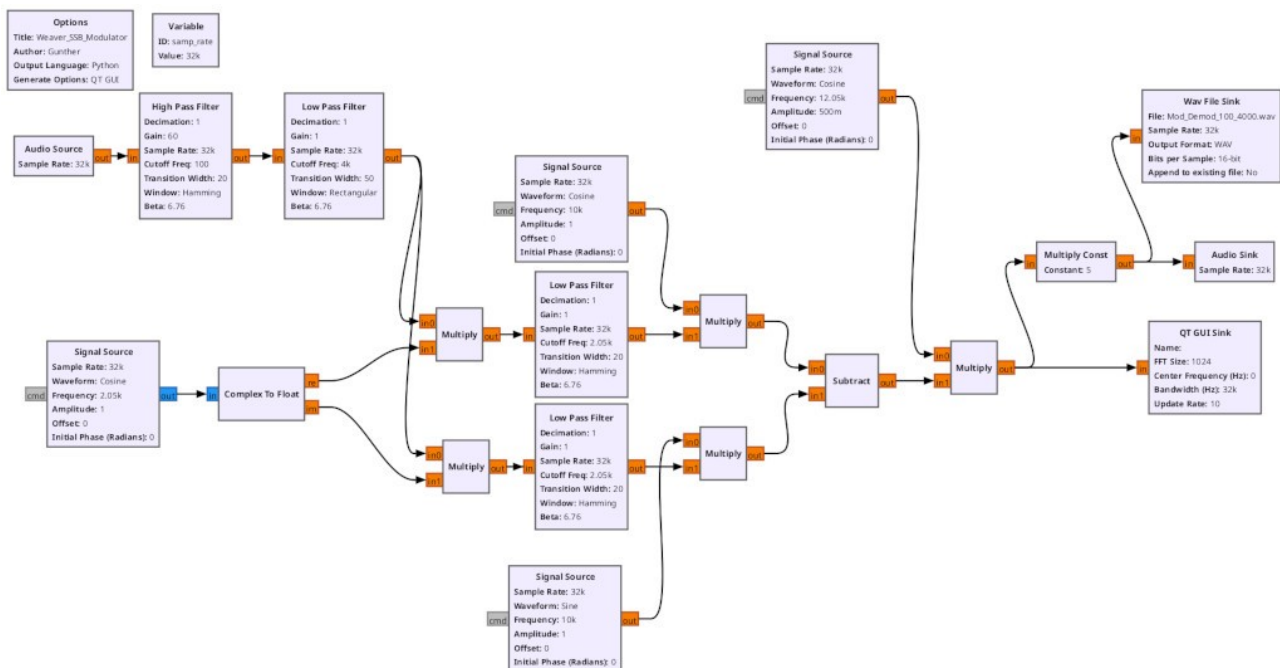 Options
Title: Weaver_SSB_Modulator
Author: Gunther
Output Language: Python
Generate Options: QT GUI
Variable
ID: samp_rate
Value: 32k
Audio Source
Sample Rate: 32k
out
in
High Pass Filter
Decimation: 1
Gain: 60
Sample Rate: 32k
Cutoff Freq: 100
Transition Width: 20
Window: Hamming
Beta: 6.76
out
in
Low Pass Filter
Decimation: 1
Gain: 1
Sample Rate: 32k
Cutoff Freq: 4k
Transition Width: 50
Window: Rectangular
Beta: 6.76
out
cmd
Signal Source
Sample Rate: 32k
Waveform: Cosine
Frequency: 2.05k
Amplitude: 1
Offset: 0
Initial Phase (Radians): 0
out
in
Complex To Float
re
im
in0
in1
Multiply
out
in0
in1
Multiply
out
cmd
Signal Source
Sample Rate: 32k
Waveform: Cosine
Frequency: 10k
Amplitude: 1
Offset: 0
Initial Phase (Radians): 0
out
in
Low Pass Filter
Decimation: 1
Gain: 1
Sample Rate: 32k
Cutoff Freq: 2.05k
Transition Width: 20
Window: Hamming
Beta: 6.76
out
in
Low Pass Filter
Decimation: 1
Gain: 1
Sample Rate: 32k
Cutoff Freq: 2.05k
Transition Width: 20
Window: Hamming
Beta: 6.76
out
cmd
Signal Source
Sample Rate: 32k
Waveform: Sine
Frequency: 10k
Amplitude: 1
Offset: 0
Initial Phase (Radians): 0
out
in0
in1
Multiply
out
in0
in1
Multiply
out
cmd
Signal Source
Sample Rate: 32k
Waveform: Cosine
Frequency: 12.05k
Amplitude: 500m
Offset: 0
Initial Phase (Radians): 0
out
in0
in1
Subtract
out
in0
in1
Multiply
out
in
Multiply Const
Constant: 5
out
in
Wav File Sink
File: Mod_Demod_100_4000.wav
Sample Rate: 32k
Output Format: WAV
Bits per Sample: 16-bit
Append to existing file: No
in
Audio Sink
Sample Rate: 32k
in
QT GUI Sink
Name:
FFT Size: 1024
Center Frequency (Hz): 0
Bandwidth (Hz): 32k
Update Rate: 10